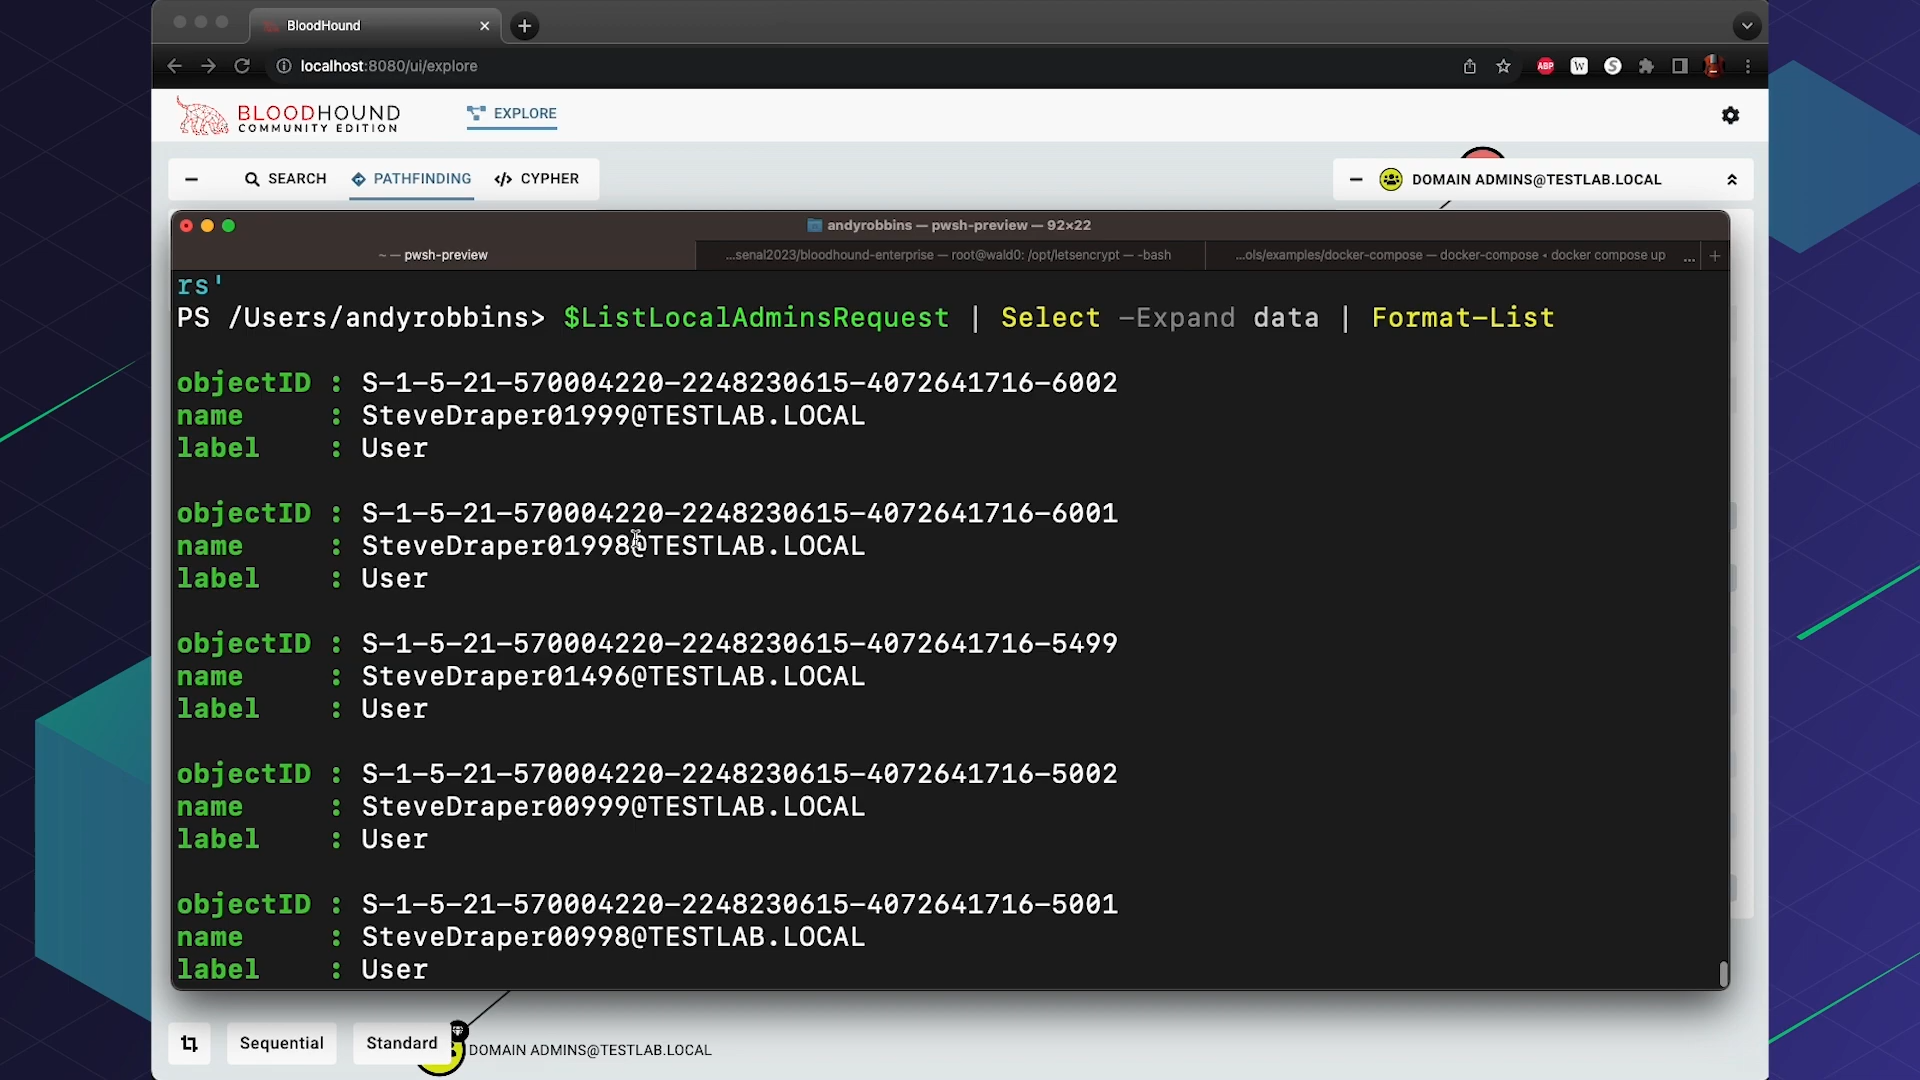 BloodHound
localhost:8080/ui/explore
ABP
W
S
BLOODHOUND
COMMUNITY EDITION
EXPLORE
SEARCH
PATHFINDING
</> CYPHER
DOMAIN ADMINS@TESTLAB.LOCAL
andyrobbins — pwsh-preview — 92×22
~ — pwsh-preview
...senal2023/bloodhound-enterprise — root@wald0: /opt/letsencrypt — -bash
...ols/examples/docker-compose — docker-compose ◂ docker compose up
...
rs'
PS /Users/andyrobbins> $ListLocalAdminsRequest | Select -Expand data | Format-List
objectID : S-1-5-21-570004220-2248230615-4072641716-6002
name : SteveDraper01999@TESTLAB.LOCAL
label : User
objectID : S-1-5-21-570004220-2248230615-4072641716-6001
name : SteveDraper01998@TESTLAB.LOCAL
label : User
objectID : S-1-5-21-570004220-2248230615-4072641716-5499
name : SteveDraper01496@TESTLAB.LOCAL
label : User
objectID : S-1-5-21-570004220-2248230615-4072641716-5002
name : SteveDraper00999@TESTLAB.LOCAL
label : User
objectID : S-1-5-21-570004220-2248230615-4072641716-5001
name : SteveDraper00998@TESTLAB.LOCAL
label : User
Sequential
Standard
DOMAIN ADMINS@TESTLAB.LOCAL